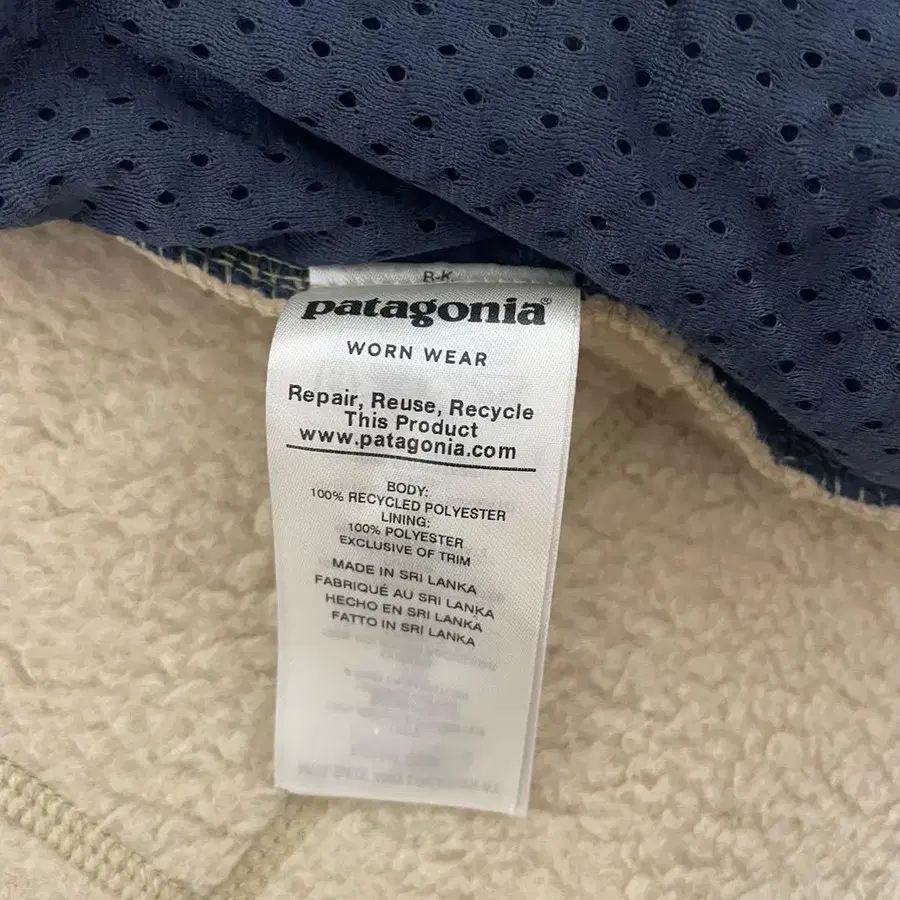 R-K
patagonia®
WORN WEAR
Repair, Reuse, Recycle
This Product
www.patagonia.com
BODY:
100% RECYCLED POLYESTER
LINING:
100% POLYESTER
EXCLUSIVE OF TRIM
MADE IN SRI LANKA
FABRIQUÉ AU SRI LANKA
HECHO EN SRI LANKA
FATTO IN SRI LANKA